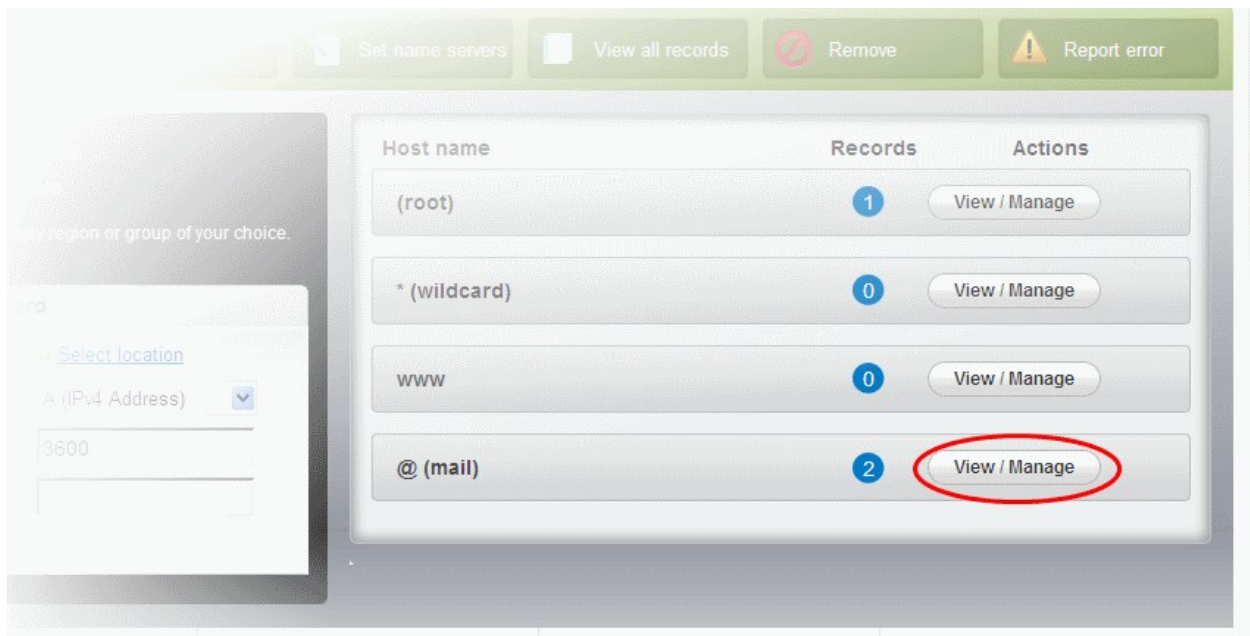 Set name servers
View all records
Remove
Report error
region or group of your choice.
Select location
A (IPv4 Address)
3600
Host name Records Actions
(root) 1 View / Manage
* (wildcard) 0 View / Manage
www 0 View / Manage
@ (mail) 2 View / Manage